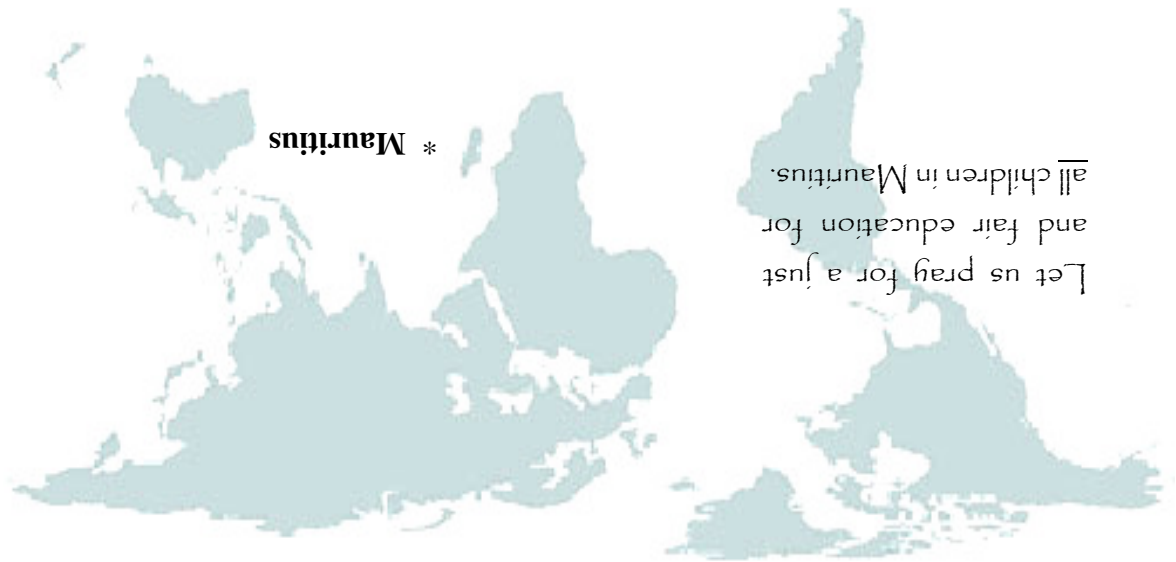 Let us pray for a just
and fair education for
all children in Mauritius.
* Mauritius